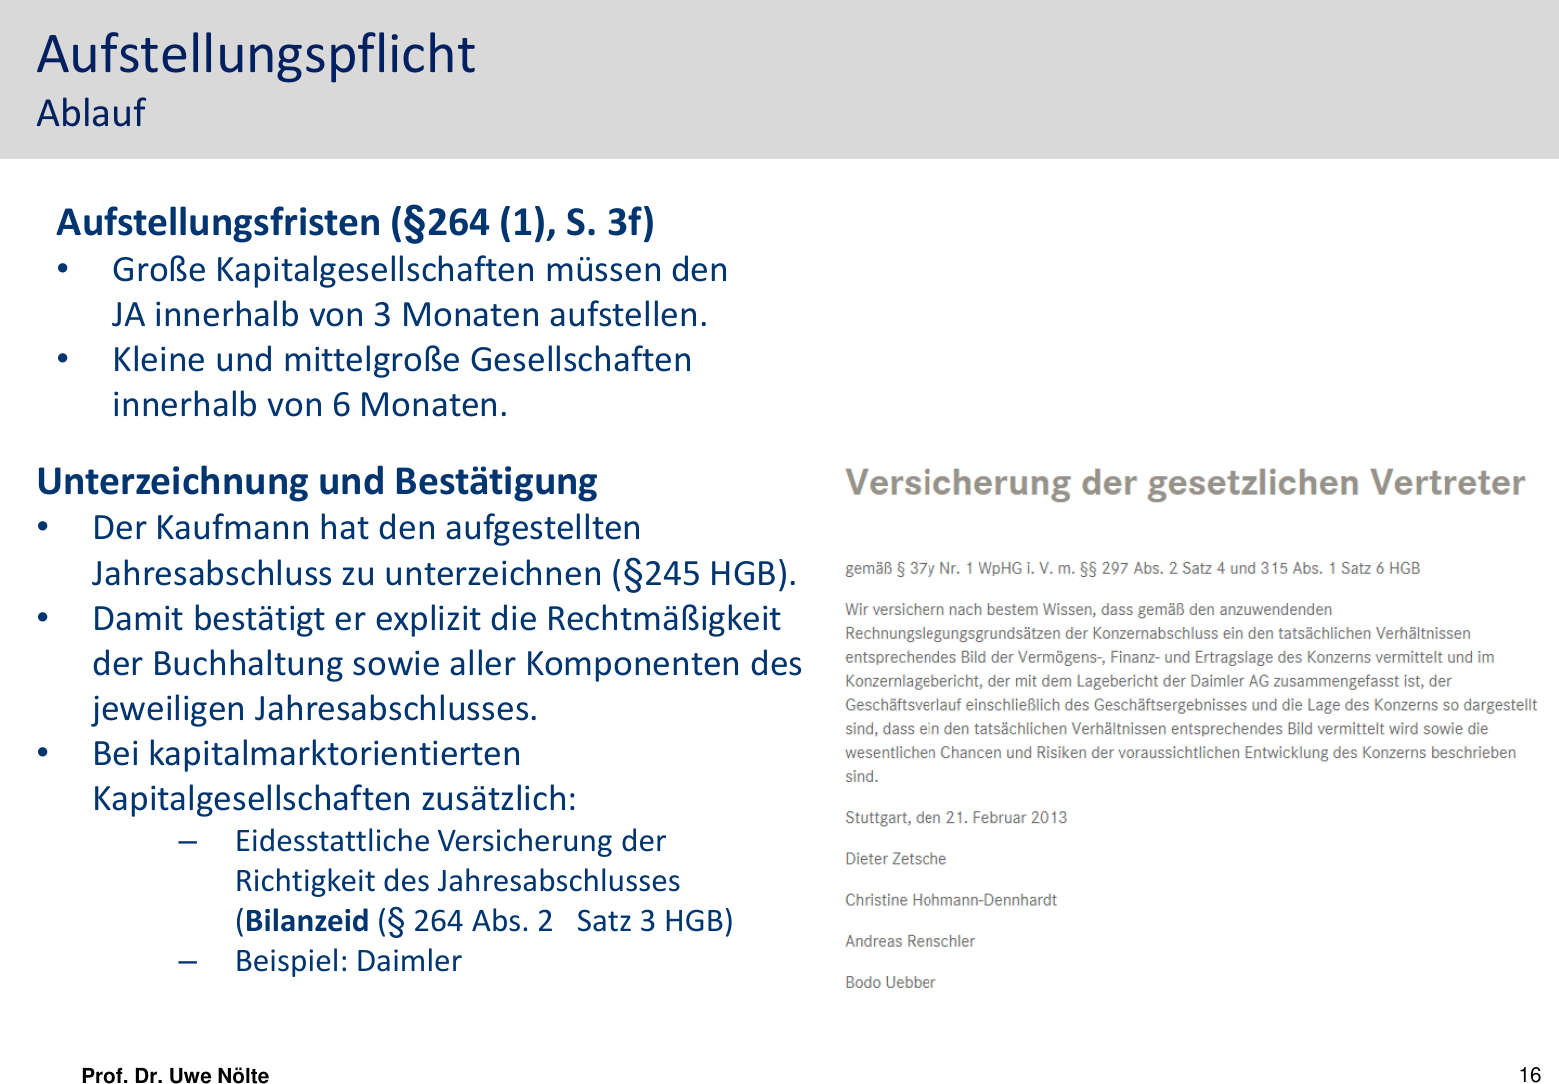 Aufstellungspflicht
Ablauf
Aufstellungsfristen (§264 (1), S. 3f)
• Große Kapitalgesellschaften müssen den
JA innerhalb von 3 Monaten aufstellen.
• Kleine und mittelgroße Gesellschaften
innerhalb von 6 Monaten.
Unterzeichnung und Bestätigung
• Der Kaufmann hat den aufgestellten
Jahresabschluss zu unterzeichnen (§245 HGB).
• Damit bestätigt er explizit die Rechtmäßigkeit
der Buchhaltung sowie aller Komponenten des
jeweiligen Jahresabschlusses.
• Bei kapitalmarktorientierten
Kapitalgesellschaften zusätzlich:
– Eidesstattliche Versicherung der
Richtigkeit des Jahresabschlusses
(Bilanzeid (§ 264 Abs. 2 Satz 3 HGB)
– Beispiel: Daimler
Versicherung der gesetzlichen Vertreter
gemäß § 37y Nr. 1 WpHG i. V. m. §§ 297 Abs. 2 Satz 4 und 315 Abs. 1 Satz 6 HGB
Wir versichern nach bestem Wissen, dass gemäß den anzuwendenden
Rechnungslegungsgrundsätzen der Konzernabschluss ein den tatsächlichen Verhältnissen
entsprechendes Bild der Vermögens-, Finanz- und Ertragslage des Konzerns vermittelt und im
Konzernlagebericht, der mit dem Lagebericht der Daimler AG zusammengefasst ist, der
Geschäftsverlauf einschließlich des Geschäftsergebnisses und die Lage des Konzerns so dargestellt
sind, dass ein den tatsächlichen Verhältnissen entsprechendes Bild vermittelt wird sowie die
wesentlichen Chancen und Risiken der voraussichtlichen Entwicklung des Konzerns beschrieben
sind.
Stuttgart, den 21. Februar 2013
Dieter Zetsche
Christine Hohmann-Dennhardt
Andreas Renschler
Bodo Uebber
Prof. Dr. Uwe Nölte
16